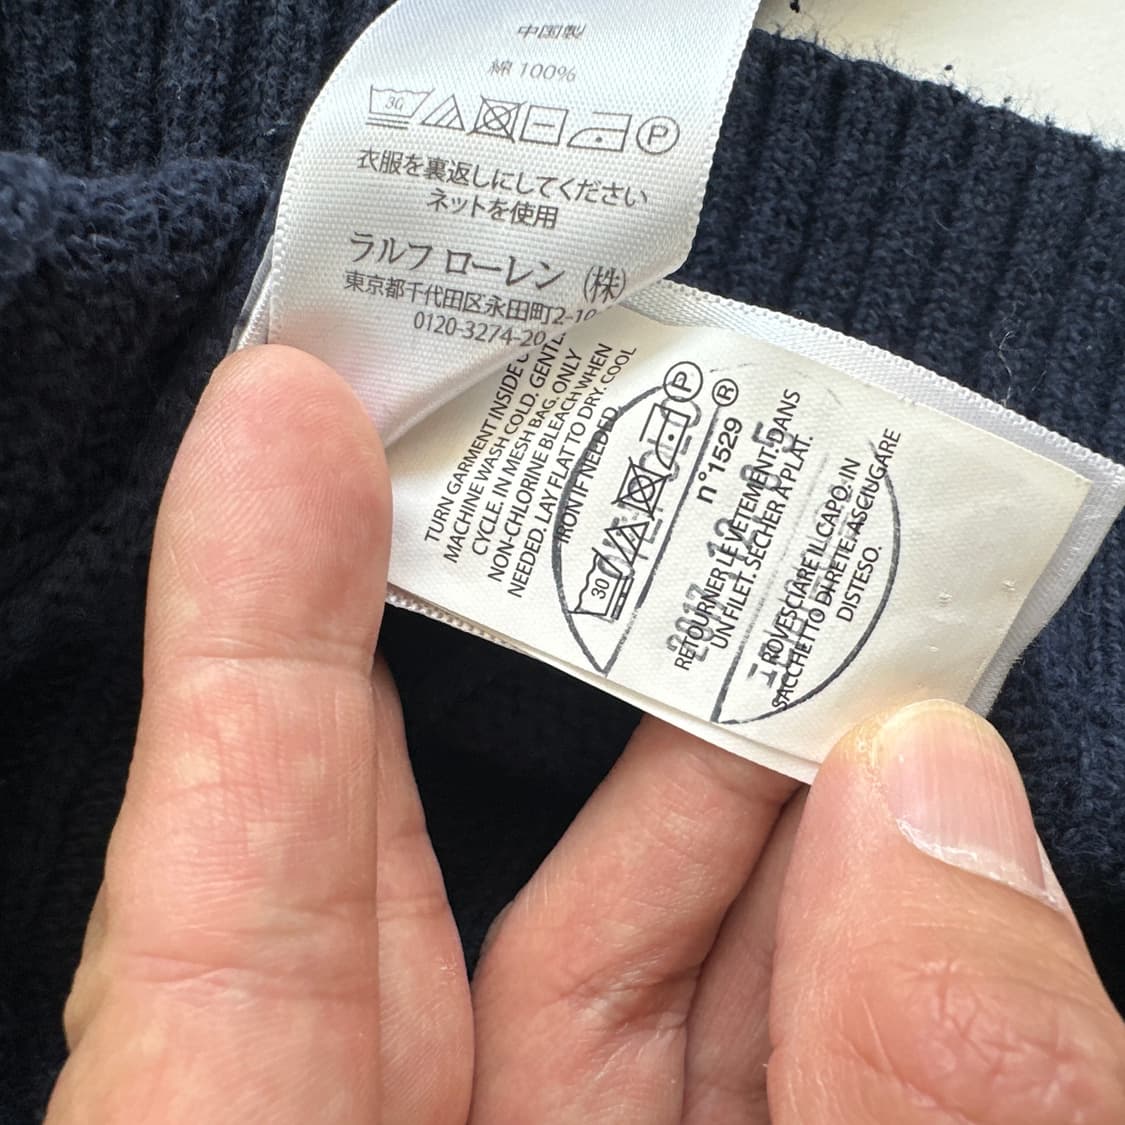 中国製
綿 100%
30
P
衣服を裏返しにしてください
ネットを使用
ラルフ ローレン (株)
東京都千代田区永田町2-10
0120-3274-20
TURN GARMENT INSIDE
MACHINE WASH COLD, GENTLE
CYCLE. IN MESH BAG. ONLY
NON-CHLORINE BLEACH WHEN
NEEDED. LAY FLAT TO DRY. COOL
IRON IF NEEDED
30
P
®
n°1529
RETOURNER LE VETEMENT. DANS
UN FILET. SECHER A PLAT.
ROVESCIARE IL CAPO. IN
SACCHETTO DI RETE. ASCIUGARE
DISTESO.